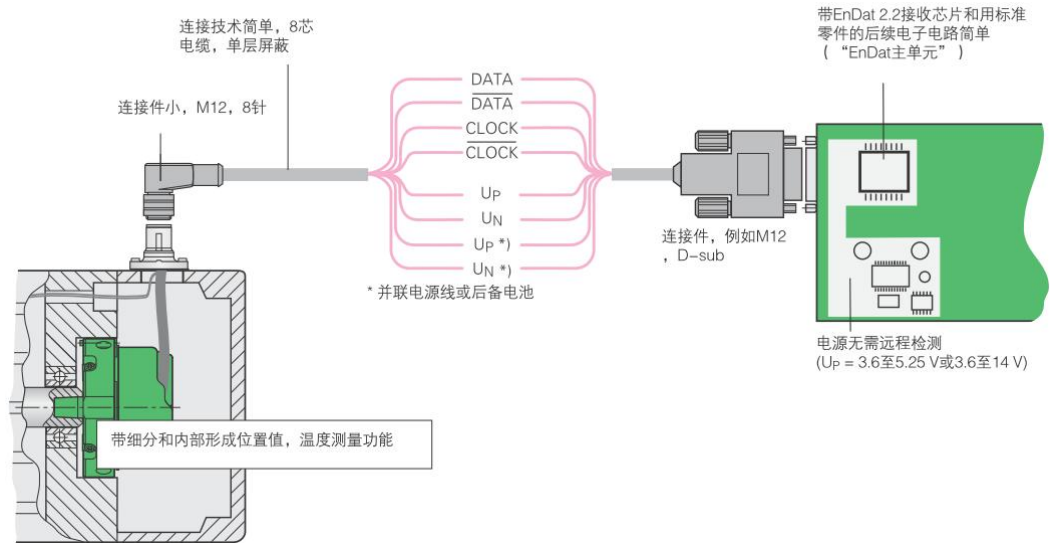 连接技术简单，8芯
电缆，单层屏蔽
连接件小，M12，8针
DATA
DATA
CLOCK
CLOCK
UP
UN
UP *)
UN *)
* 并联电源线或后备电池
带EnDat 2.2接收芯片和用标准
零件的后续电子电路简单
（ “EnDat主单元” ）
连接件，例如M12
，D-sub
电源无需远程检测
(UP = 3.6至5.25 V或3.6至14 V)
带细分和内部形成位置值，温度测量功能